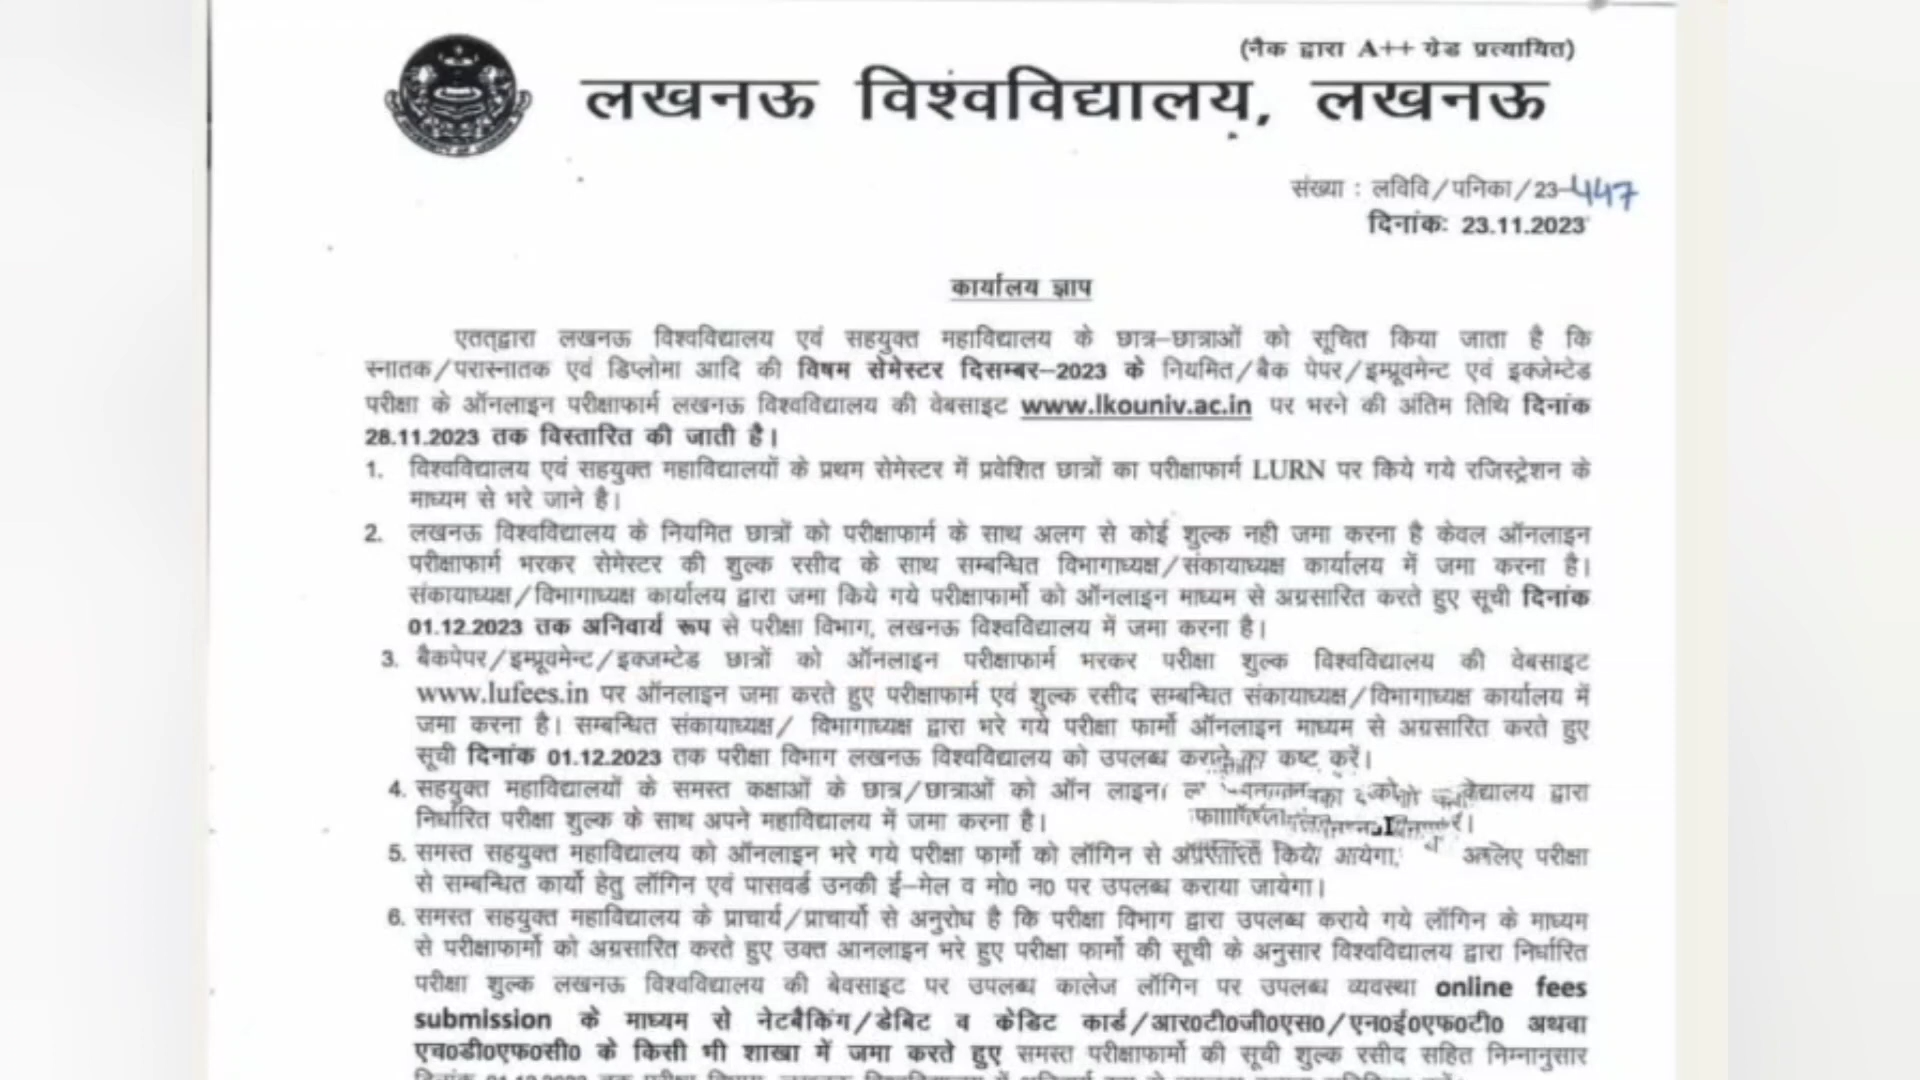 (नैक द्वारा A++ ग्रेड प्रत्यायित)
लखनऊ विश्वविद्यालय, लखनऊ
संख्या : लविवि/पनिका/23-447
दिनांकः 23.11.2023
कार्यालय ज्ञाप
एतत्द्वारा लखनऊ विश्वविद्यालय एवं सहयुक्त महाविद्यालय के छात्र-छात्राओं को सूचित किया जाता है कि
स्नातक/परास्नातक एवं डिप्लोमा आदि की विषम सेमेस्टर दिसम्बर-2023 के नियमित/बैक पेपर/इम्प्रूवमेन्ट एवं इक्जेम्टेड
परीक्षा के ऑनलाइन परीक्षाफार्म लखनऊ विश्वविद्यालय की वेबसाइट www.lkouniv.ac.in पर भरने की अंतिम तिथि दिनांक
28.11.2023 तक विस्तारित की जाती है।
1. विश्वविद्यालय एवं सहयुक्त महाविद्यालयों के प्रथम सेमेस्टर में प्रवेशित छात्रों का परीक्षाफार्म LURN पर किये गये रजिस्ट्रेशन के
माध्यम से भरे जाने है।
2. लखनऊ विश्वविद्यालय के नियमित छात्रों को परीक्षाफार्म के साथ अलग से कोई शुल्क नही जमा करना है केवल ऑनलाइन
परीक्षाफार्म भरकर सेमेस्टर की शुल्क रसीद के साथ सम्बन्धित विभागाध्यक्ष/संकायाध्यक्ष कार्यालय में जमा करना है।
संकायाध्यक्ष/विभागाध्यक्ष कार्यालय द्वारा जमा किये गये परीक्षाफार्मो को ऑनलाइन माध्यम से अग्रसारित करते हुए सूची दिनांक
01.12.2023 तक अनिवार्य रूप से परीक्षा विभाग, लखनऊ विश्वविद्यालय में जमा करना है।
3. बैकपेपर/इम्प्रूवमेन्ट/इक्जम्टेड छात्रों को ऑनलाइन परीक्षाफार्म भरकर परीक्षा शुल्क विश्वविद्यालय की वेबसाइट
www.lufees.in पर ऑनलाइन जमा करते हुए परीक्षाफार्म एवं शुल्क रसीद सम्बन्धित संकायाध्यक्ष/विभागाध्यक्ष कार्यालय में
जमा करना है। सम्बन्धित संकायाध्यक्ष/ विभागाध्यक्ष द्वारा भरे गये परीक्षा फार्मो ऑनलाइन माध्यम से अग्रसारित करते हुए
सूची दिनांक 01.12.2023 तक परीक्षा विभाग लखनऊ विश्वविद्यालय को उपलब्ध कराने का कष्ट करें।
4. सहयुक्त महाविद्यालयों के समस्त कक्षाओं के छात्र/छात्राओं को ऑन लाइन द्वारा
निर्धारित परीक्षा शुल्क के साथ अपने महाविद्यालय में जमा करना है।
5. समस्त सहयुक्त महाविद्यालय को ऑनलाइन भरे गये परीक्षा फार्मो को लॉगिन से अग्रसारित किये परीक्षा
से सम्बन्धित कार्यो हेतु लॉगिन एवं पासवर्ड उनकी ई-मेल व मो0 न0 पर उपलब्ध कराया जायेगा।
6. समस्त सहयुक्त महाविद्यालय के प्राचार्य/प्राचार्यो से अनुरोध है कि परीक्षा विभाग द्वारा उपलब्ध कराये गये लॉगिन के माध्यम
से परीक्षाफार्मो को अग्रसारित करते हुए उक्त आनलाइन भरे हुए परीक्षा फार्मो की सूची के अनुसार विश्वविद्यालय द्वारा निर्धारित
परीक्षा शुल्क लखनऊ विश्वविद्यालय की बेवसाइट पर उपलब्ध कालेज लॉगिन पर उपलब्ध व्यवस्था online fees
submission के माध्यम से नेटबैकिंग/डेबिट व केडिट कार्ड/आर0टी0जी0एस0/एन0ई0एफ0टी0 अथवा
एच0डी0एफ0सी0 के किसी भी शाखा में जमा करते हुए समस्त परीक्षाफार्मो की सूची शुल्क रसीद सहित निम्नानुसार